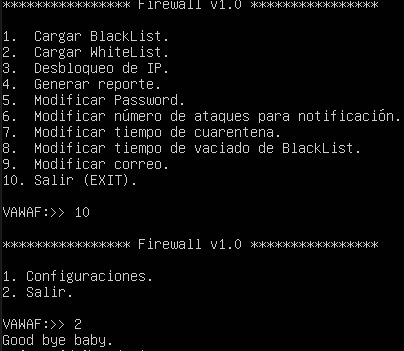 **************** Firewall v1.0 ****************
1. Cargar BlackList.
2. Cargar WhiteList.
3. Desbloqueo de IP.
4. Generar reporte.
5. Modificar Password.
6. Modificar número de ataques para notificación.
7. Modificar tiempo de cuarentena.
8. Modificar tiempo de vaciado de BlackList.
9. Modificar correo.
10. Salir (EXIT).
VAWAF:>> 10
**************** Firewall v1.0 ****************
1. Configuraciones.
2. Salir.
VAWAF:>> 2
Good bye baby.